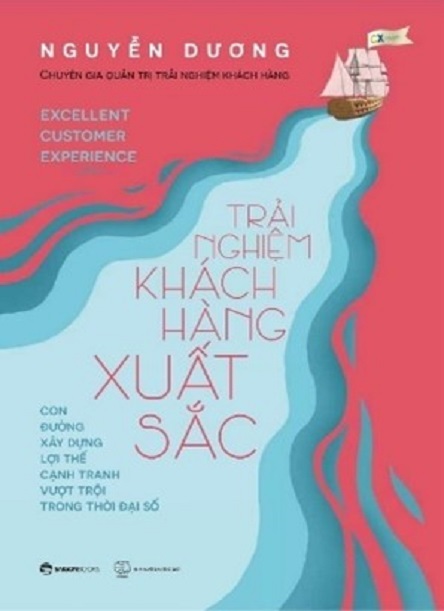 NGUYỄN DƯƠNG
CHUYÊN GIA QUẢN TRỊ TRẢI NGHIỆM KHÁCH HÀNG
CX
EXCELLENT
CUSTOMER
EXPERIENCE
TRẢI
NGHIỆM
KHÁCH
HÀNG
XUẤT
SẮC
CON
ĐƯỜNG
XÂY DỰNG
LỢI THẾ
CẠNH TRANH
VƯỢT TRỘI
TRONG THỜI ĐẠI SỐ